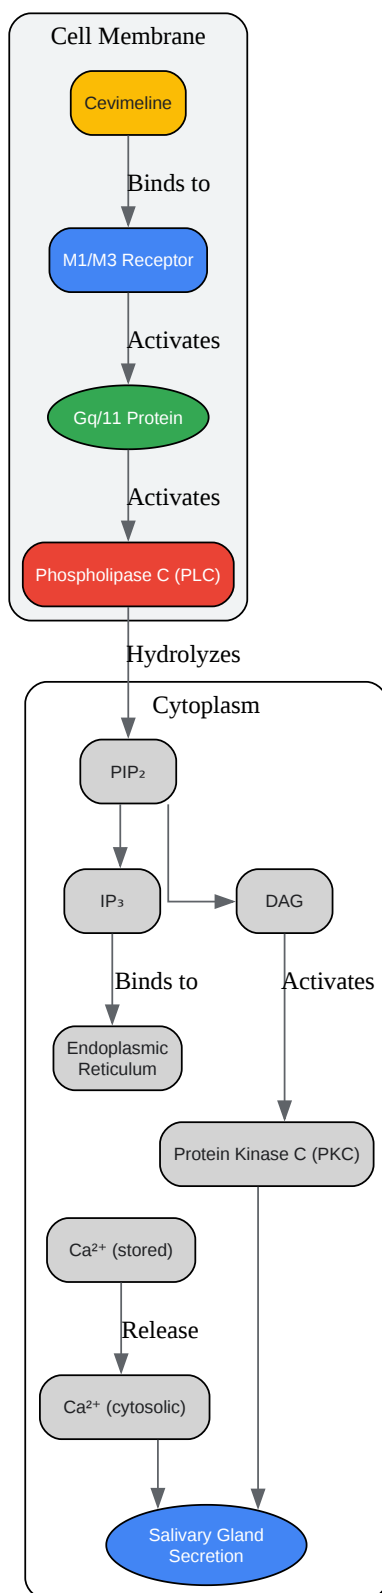 Cell Membrane
Cevimeline
Binds to
M1/M3 Receptor
Activates
Gq/11 Protein
Activates
Phospholipase C (PLC)
Hydrolyzes
Cytoplasm
PIP₂
IP₃
DAG
Binds to
Activates
Endoplasmic
Reticulum
Protein Kinase C (PKC)
Ca²⁺ (stored)
Release
Ca²⁺ (cytosolic)
Salivary Gland
Secretion